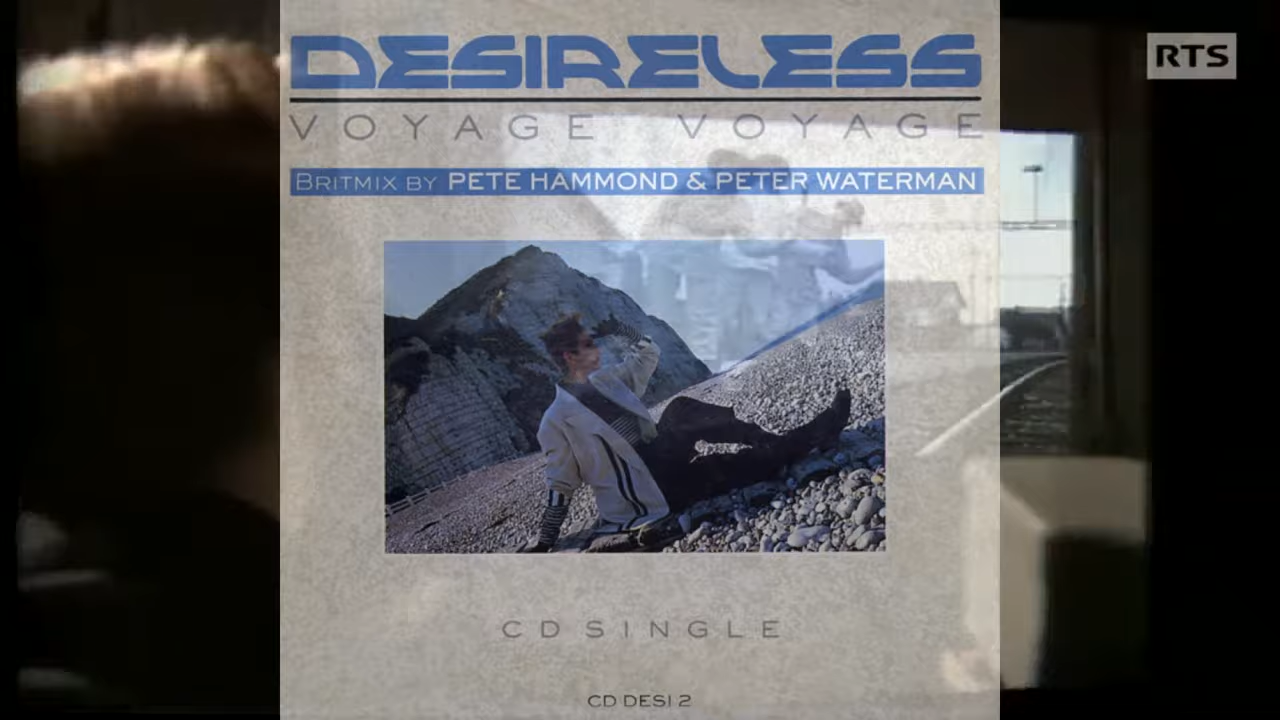 DESIRELESS
RTS
VOYAGE VOYAGE
BRITMIX BY PETE HAMMOND & PETER WATERMAN
CD SINGLE
CD DESI 2